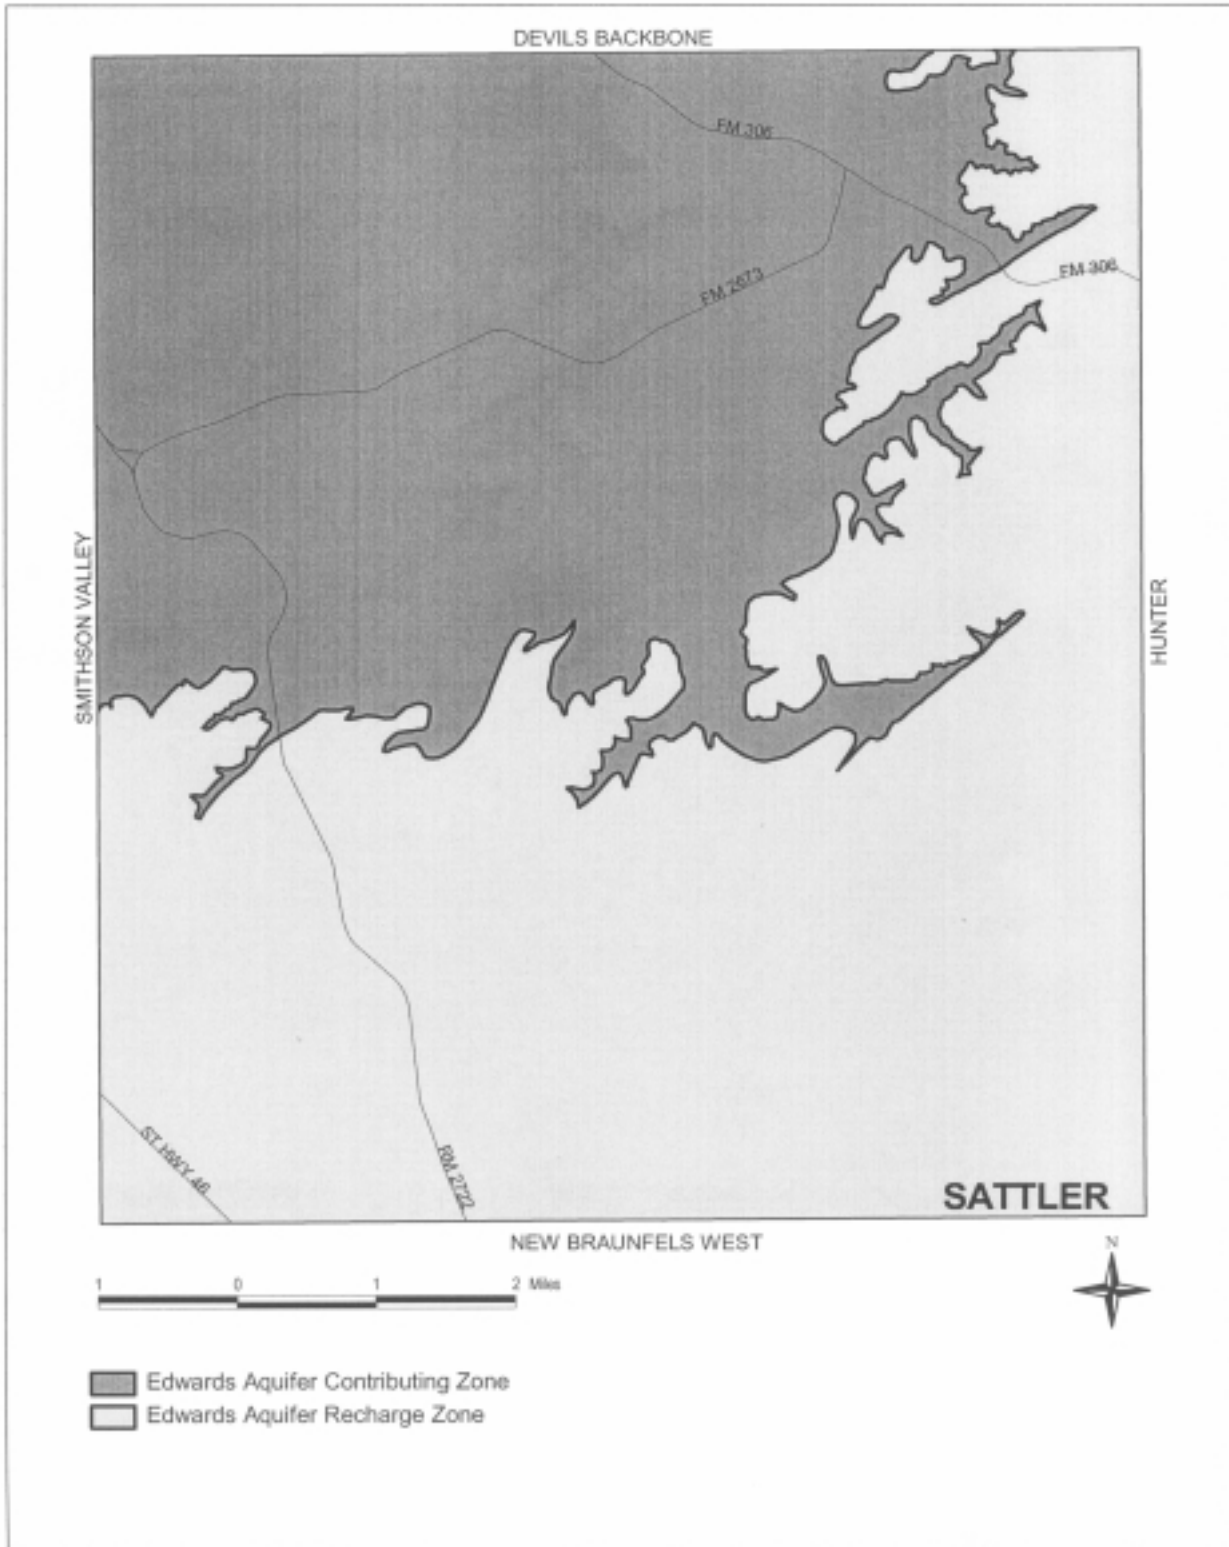 DEVILS BACKBONE
FM 306
FM 2673
FM 306
SMITHSON VALLEY
HUNTER
ST. HWY 46
RM 2722
SATTLER
NEW BRAUNFELS WEST
N
1 0 1 2 Miles
Edwards Aquifer Contributing Zone
Edwards Aquifer Recharge Zone